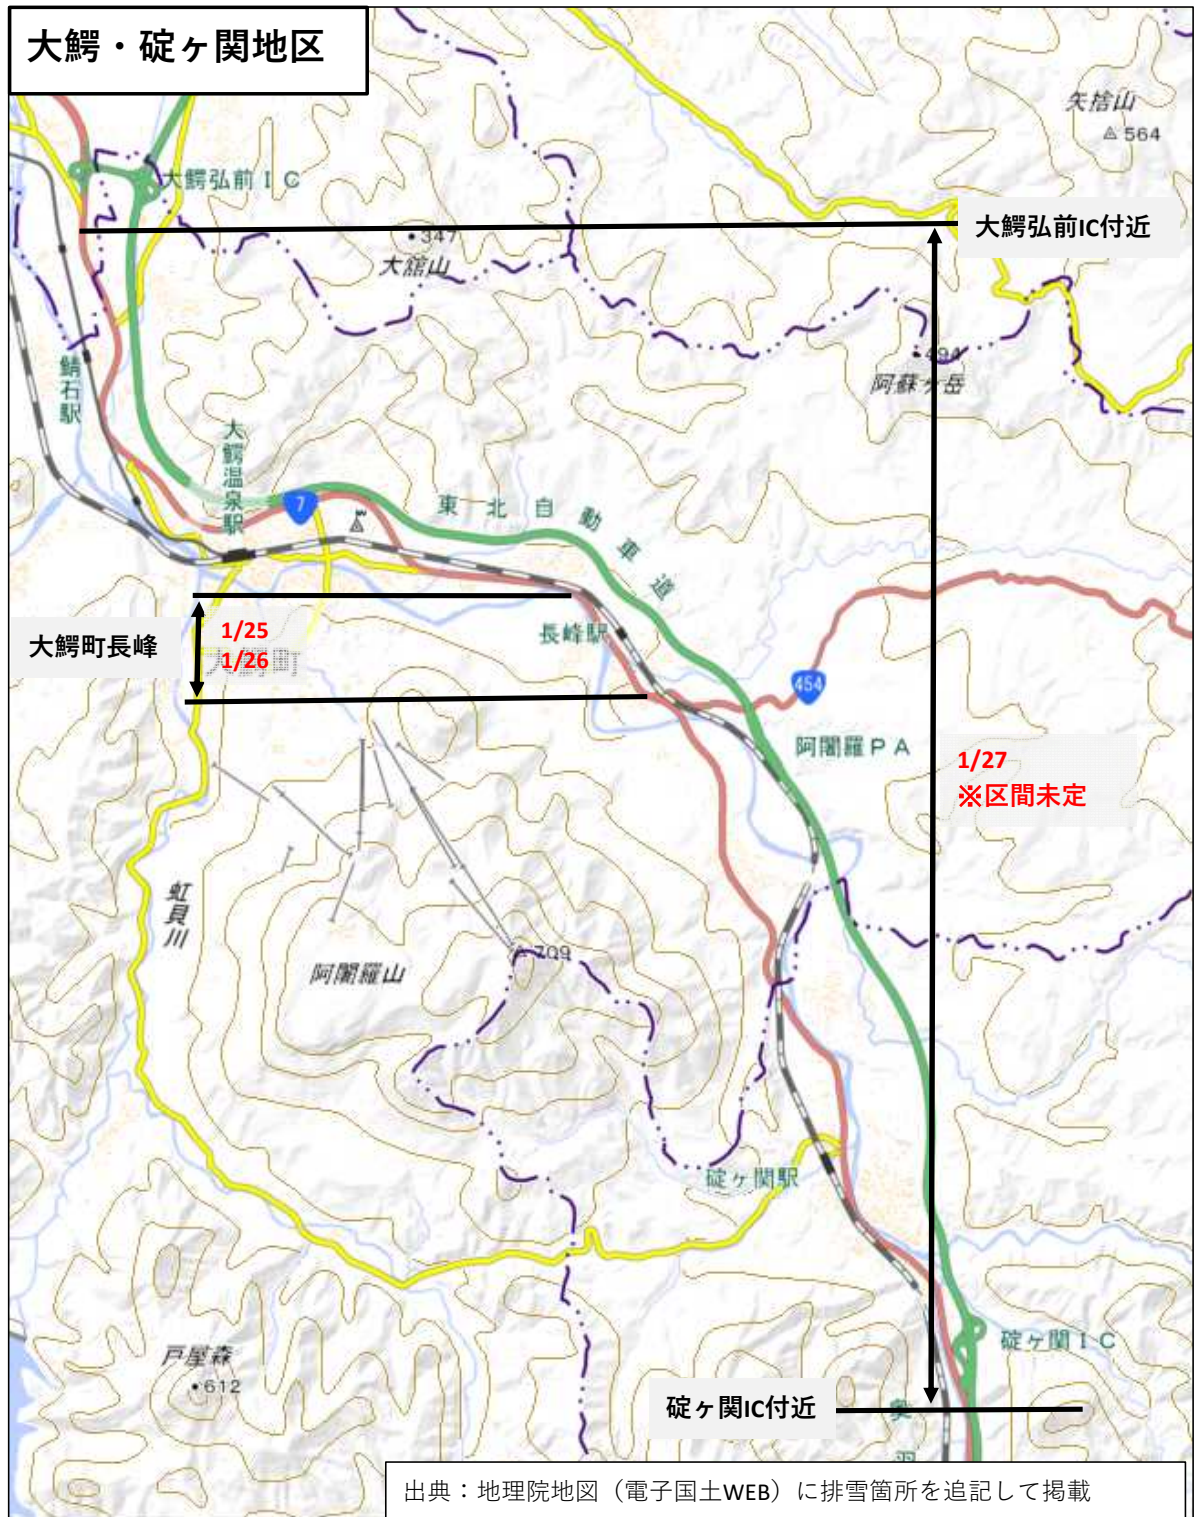 大鰐・碇ヶ関地区
矢捨山
564
大鰐弘前ＩＣ
大鰐弘前IC付近
347
大舘山
494
阿蘇ヶ岳
鯖石駅
大鰐温泉駅
7
東北自動車道
大鰐町長峰
1/25
1/26
大鰐町
長峰駅
454
阿闍羅ＰＡ
1/27
※区間未定
虹貝川
709
阿闍羅山
碇ヶ関駅
碇ヶ関ＩＣ
戸屋森
612
碇ヶ関IC付近
奥
羽
出典：地理院地図（電子国土WEB）に排雪箇所を追記して掲載